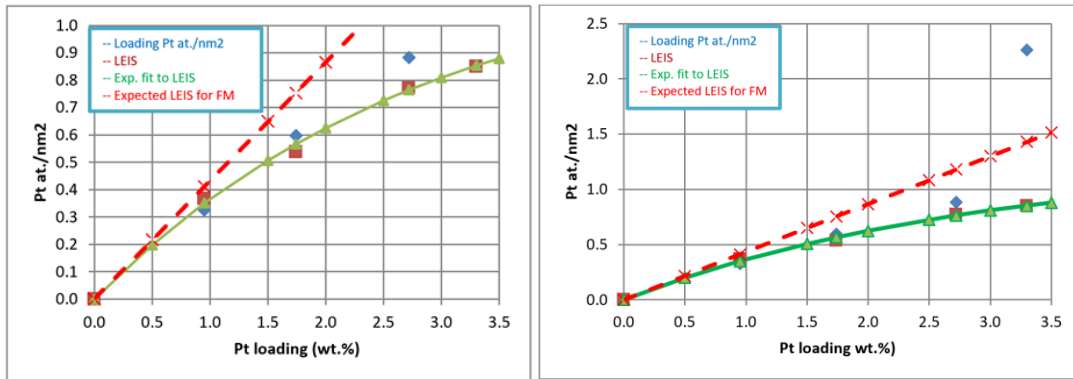 1.0
0.9
0.8
0.7
0.6
0.5
0.4
0.3
0.2
0.1
0.0
Pt at./nm2
-- Loading Pt at./nm2
-- LEIS
-- Exp. fit to LEIS
-- Expected LEIS for FM
0.0 0.5 1.0 1.5 2.0 2.5 3.0 3.5
Pt loading (wt.%)
2.5
2.0
1.5
1.0
0.5
0.0
Pt at./nm2
-- Loading Pt at./nm2
-- LEIS
-- Exp. fit to LEIS
-- Expected LEIS for FM
0.0 0.5 1.0 1.5 2.0 2.5 3.0 3.5
Pt loading wt.%)